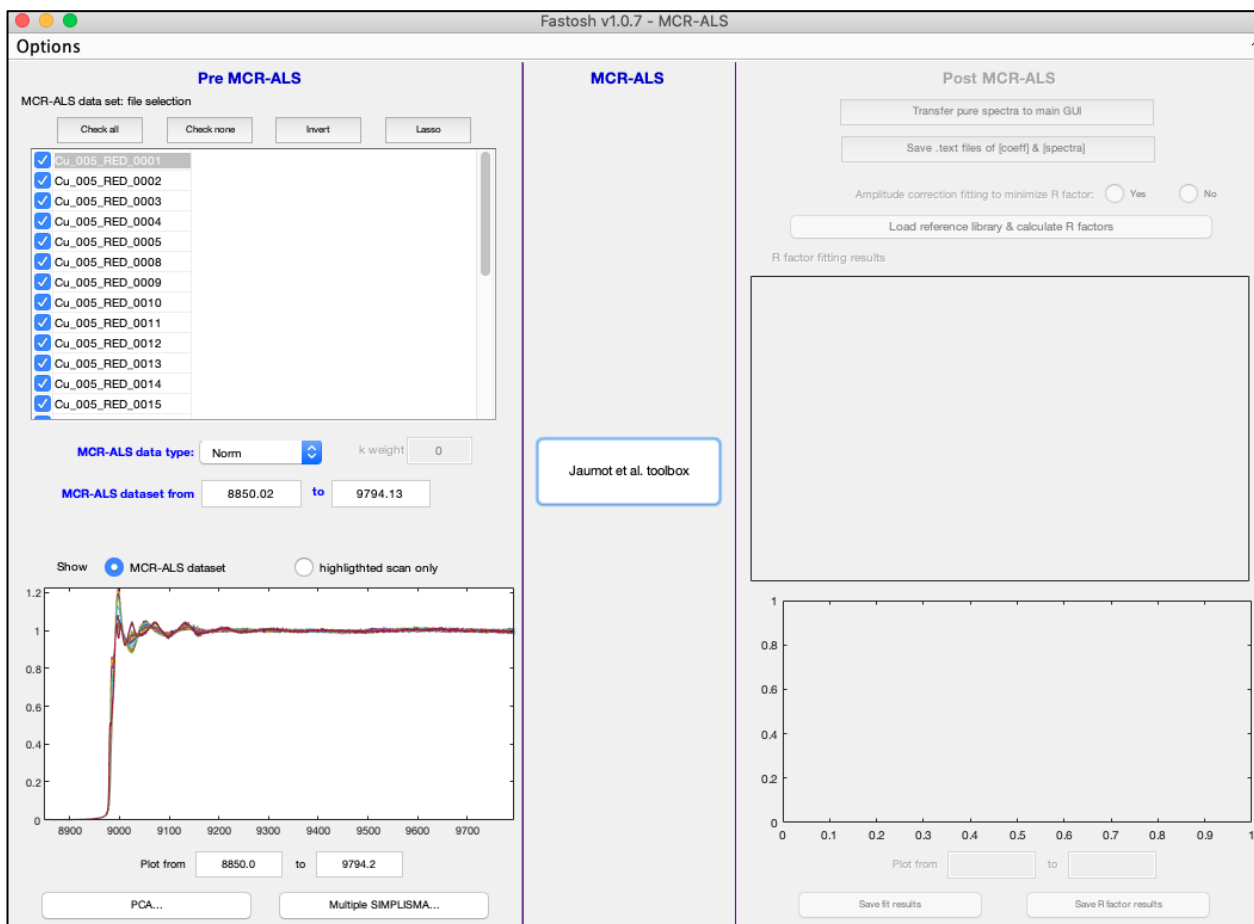 Fastosh v1.0.7 - MCR-ALS
Options
Pre MCR-ALS
MCR-ALS data set: file selection
Check all Check none Invert Lasso
Cu_005_RED_0001
Cu_005_RED_0002
Cu_005_RED_0003
Cu_005_RED_0004
Cu_005_RED_0005
Cu_005_RED_0008
Cu_005_RED_0009
Cu_005_RED_0010
Cu_005_RED_0011
Cu_005_RED_0012
Cu_005_RED_0013
Cu_005_RED_0014
Cu_005_RED_0015
MCR-ALS data type: Norm k weight 0
MCR-ALS dataset from 8850.02 to 9794.13
Show MCR-ALS dataset highligthted scan only
1.2
1
0.8
0.6
0.4
0.2
0
8900 9000 9100 9200 9300 9400 9500 9600 9700
Plot from 8850.0 to 9794.2
PCA... Multiple SIMPLISMA...
MCR-ALS
Jaumot et al. toolbox
Post MCR-ALS
Transfer pure spectra to main GUI
Save .text files of [coeff] & [spectra]
Amplitude correction fitting to minimize R factor: Yes No
Load reference library & calculate R factors
R factor fitting results
1
0.8
0.6
0.4
0.2
0
0 0.1 0.2 0.3 0.4 0.5 0.6 0.7 0.8 0.9 1
Plot from to
Save fit results Save R factor results